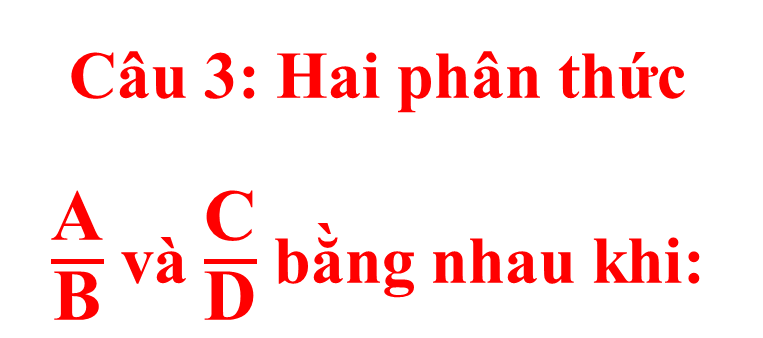 Câu 3: Hai phân thức
A/B và C/D bằng nhau khi: